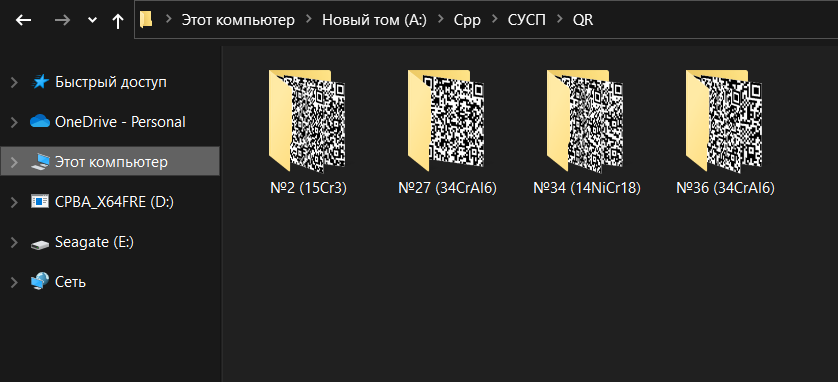 Этот компьютер > Новый том (A:) > Cpp > СУСП > QR
Быстрый доступ
OneDrive - Personal
Этот компьютер
CPBA_X64FRE (D:)
Seagate (E:)
Сеть
№2 (15Cr3)
№27 (34CrAl6)
№34 (14NiCr18)
№36 (34CrAl6)